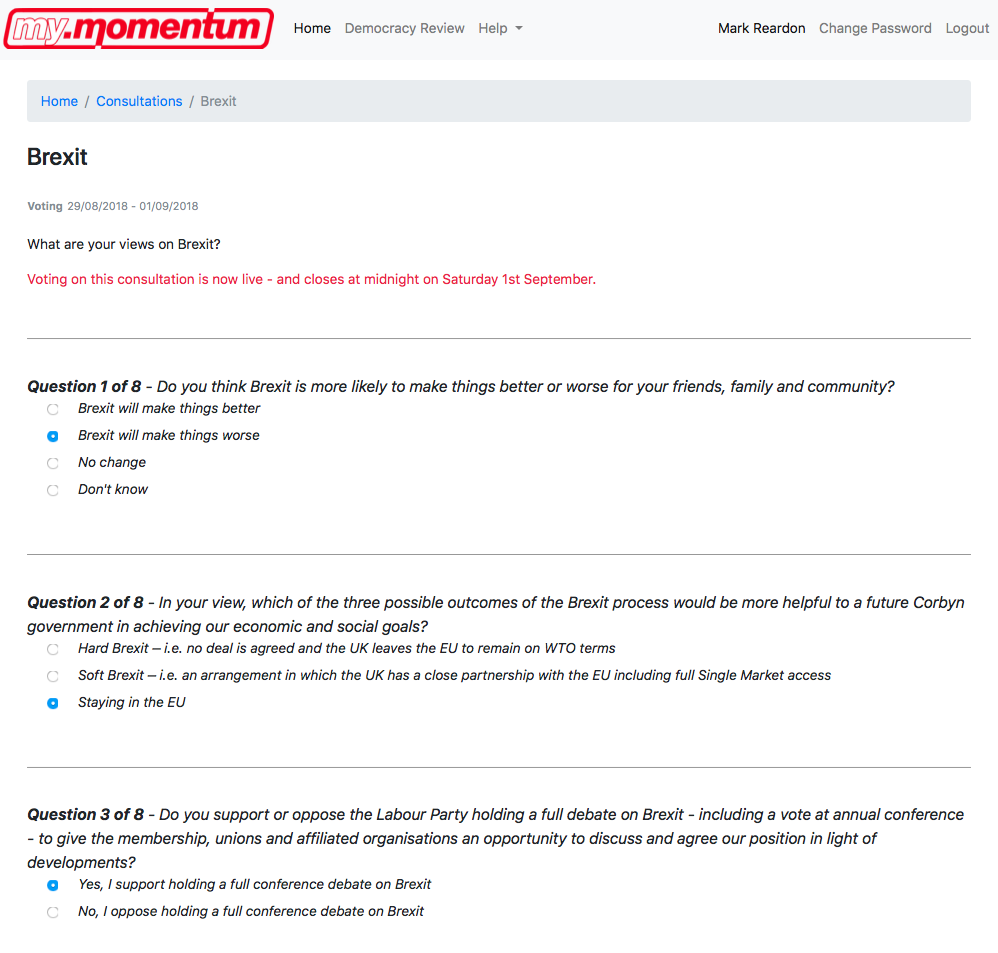 my.momentum Home Democracy Review Help Mark Reardon Change Password Logout
Home / Consultations / Brexit
Brexit
Voting 29/08/2018 - 01/09/2018
What are your views on Brexit?
Voting on this consultation is now live - and closes at midnight on Saturday 1st September.
Question 1 of 8 - Do you think Brexit is more likely to make things better or worse for your friends, family and community?
Brexit will make things better
Brexit will make things worse
No change
Don't know
Question 2 of 8 - In your view, which of the three possible outcomes of the Brexit process would be more helpful to a future Corbyn
government in achieving our economic and social goals?
Hard Brexit – i.e. no deal is agreed and the UK leaves the EU to remain on WTO terms
Soft Brexit – i.e. an arrangement in which the UK has a close partnership with the EU including full Single Market access
Staying in the EU
Question 3 of 8 - Do you support or oppose the Labour Party holding a full debate on Brexit - including a vote at annual conference
- to give the membership, unions and affiliated organisations an opportunity to discuss and agree our position in light of
developments?
Yes, I support holding a full conference debate on Brexit
No, I oppose holding a full conference debate on Brexit